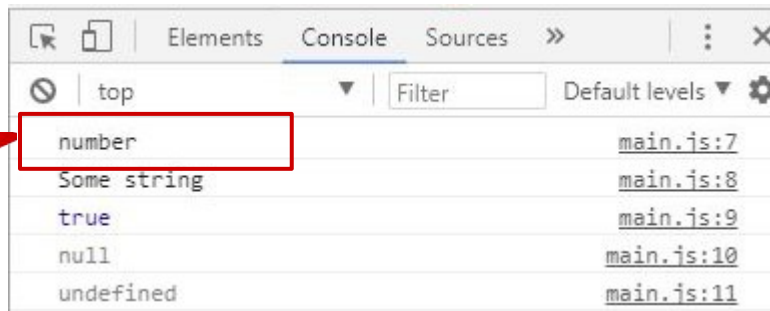 Elements Console Sources »
top ▼ Filter Default levels ▼
number main.js:7
Some string main.js:8
true main.js:9
null main.js:10
undefined main.js:11